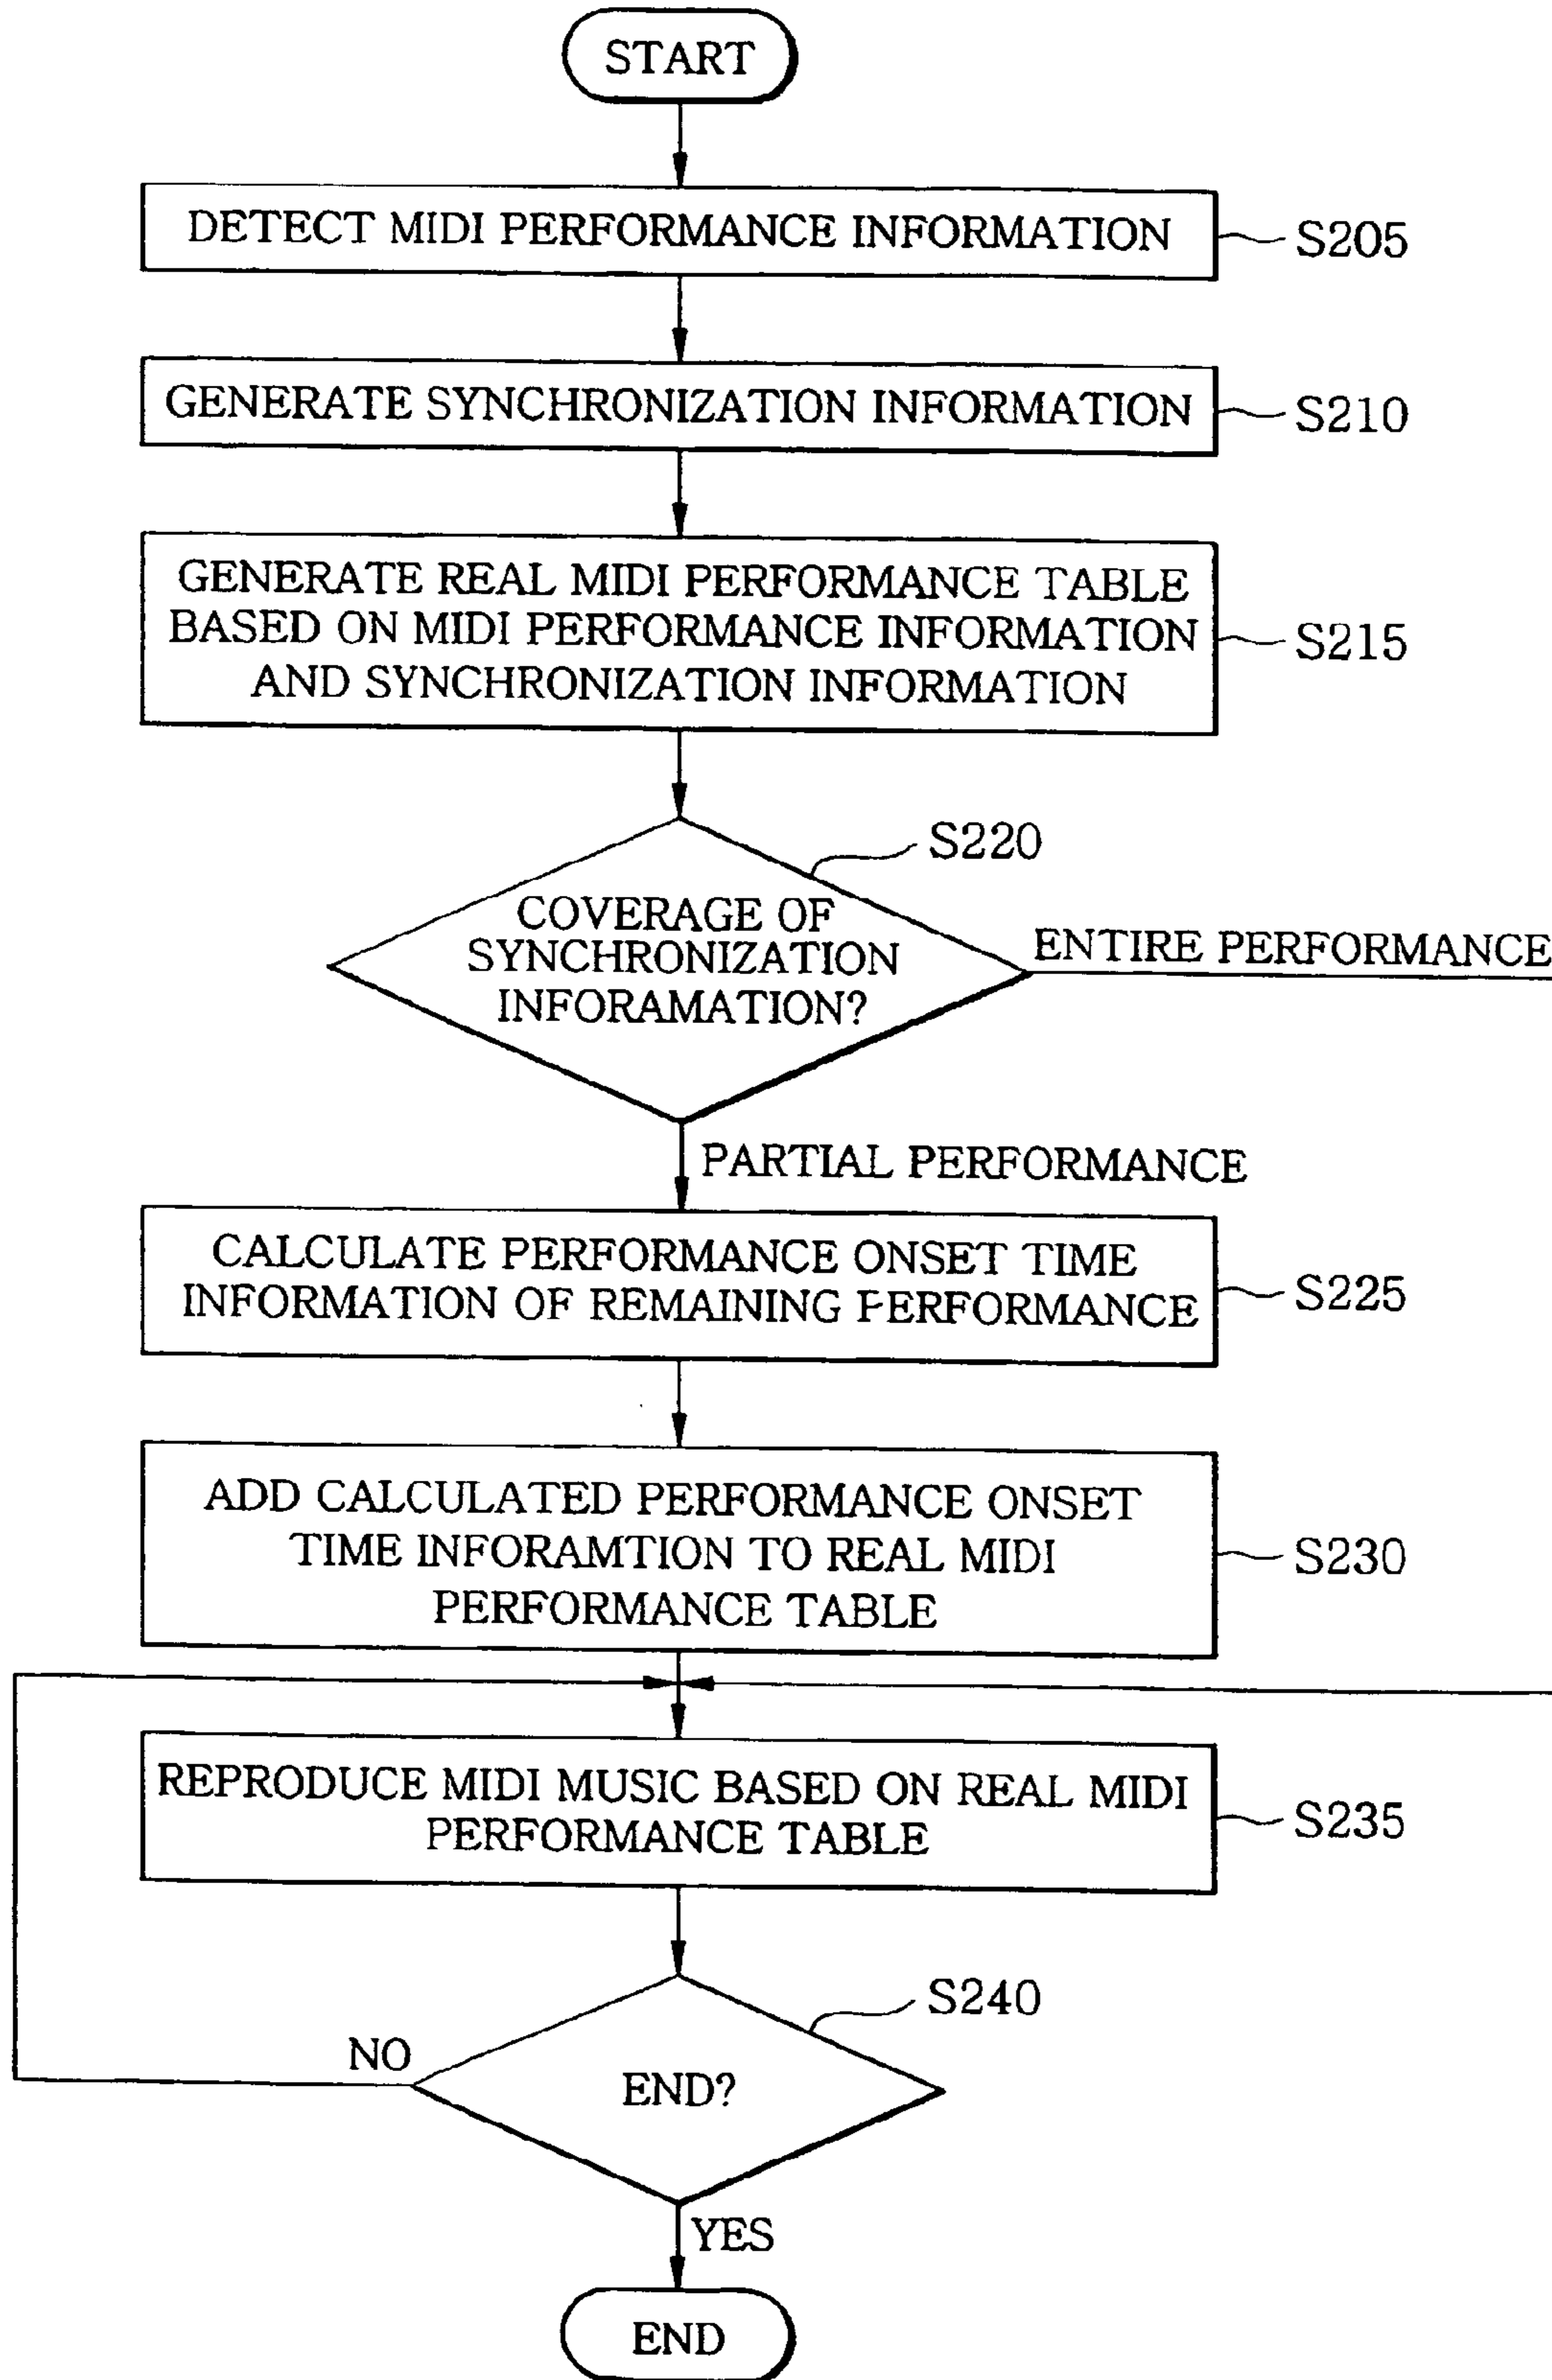 START
DETECT MIDI PERFORMANCE INFORMATION
S205
GENERATE SYNCHRONIZATION INFORMATION
S210
GENERATE REAL MIDI PERFORMANCE TABLE
BASED ON MIDI PERFORMANCE INFORMATION
AND SYNCHRONIZATION INFORMATION
S215
S220
COVERAGE OF
SYNCHRONIZATION
INFORAMATION?
ENTIRE PERFORMANCE
PARTIAL PERFORMANCE
CALCULATE PERFORMANCE ONSET TIME
INFORMATION OF REMAINING PERFORMANCE
S225
ADD CALCULATED PERFORMANCE ONSET
TIME INFORAMTION TO REAL MIDI
PERFORMANCE TABLE
S230
REPRODUCE MIDI MUSIC BASED ON REAL MIDI
PERFORMANCE TABLE
S235
S240
NO
END?
YES
END